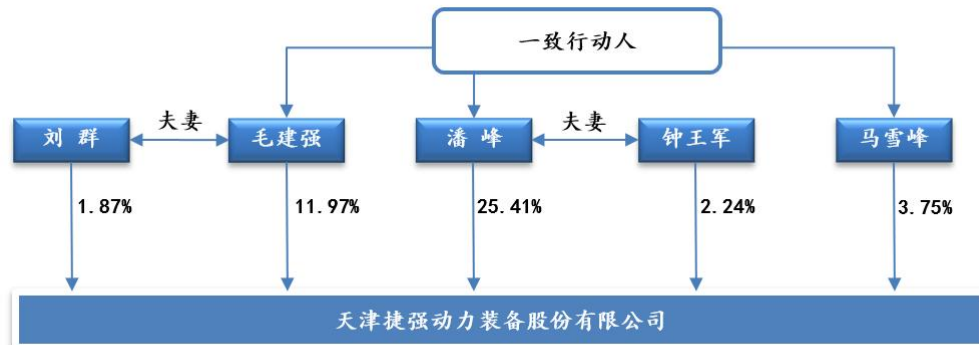 一致行动人
刘 群
夫妻
毛建强
潘 峰
夫妻
钟王军
马雪峰
1.87%
11.97%
25.41%
2.24%
3.75%
天津捷强动力装备股份有限公司